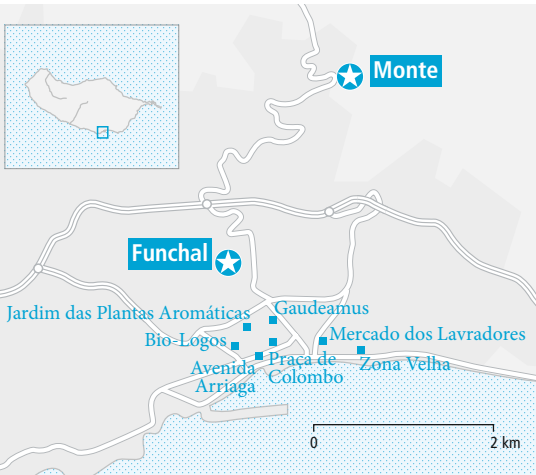 Monte
Funchal
Jardim das Plantas Aromáticas
Gaudeamus
Bio-Logos
Mercado dos Lavradores
Avenida
Arriaga
Praça de
Colombo
Zona Velha
0
2 km